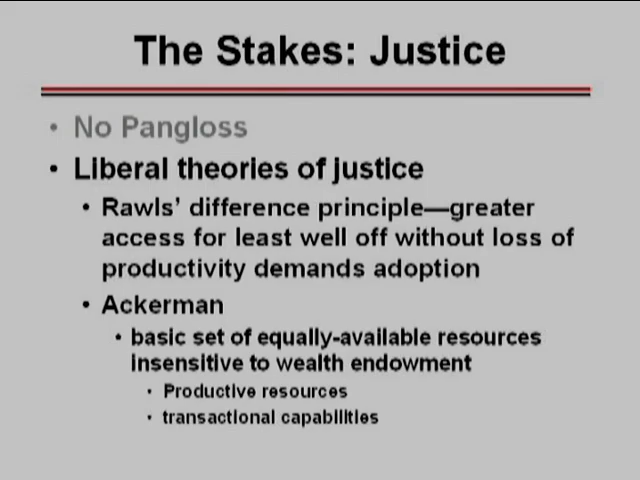 The Stakes: Justice
• No Pangloss
• Liberal theories of justice
• Rawls' difference principle—greater
access for least well off without loss of
productivity demands adoption
• Ackerman
• basic set of equally-available resources
insensitive to wealth endowment
• Productive resources
• transactional capabilities